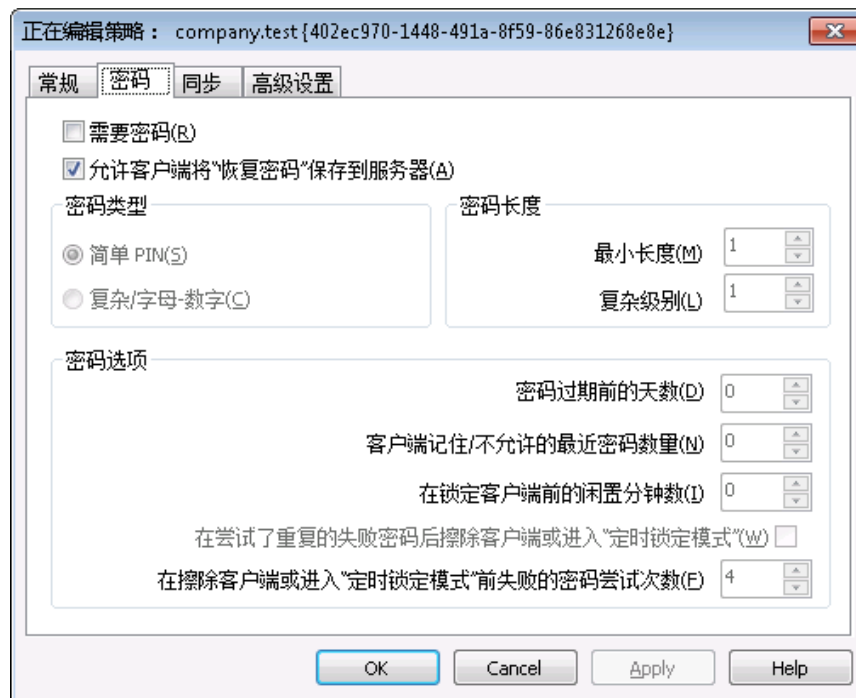 正在编辑策略： company.test{402ec970-1448-491a-8f59-86e831268e8e}
常规 密码 同步 高级设置
需要密码(R)
允许客户端将"恢复密码"保存到服务器(A)
密码类型
简单 PIN(S)
复杂/字母-数字(C)
密码长度
最小长度(M) 1
复杂级别(L) 1
密码选项
密码过期前的天数(D) 0
客户端记住/不允许的最近密码数量(N) 0
在锁定客户端前的闲置分钟数(I) 0
在尝试了重复的失败密码后擦除客户端或进入"定时锁定模式"(W)
在擦除客户端或进入"定时锁定模式"前失败的密码尝试次数(F) 4
OK Cancel Apply Help